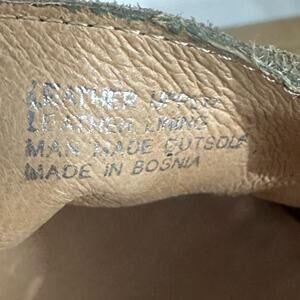 LEATHER UPPER
LEATHER LINING
MAN MADE OUTSOLE
MADE IN BOSNIA